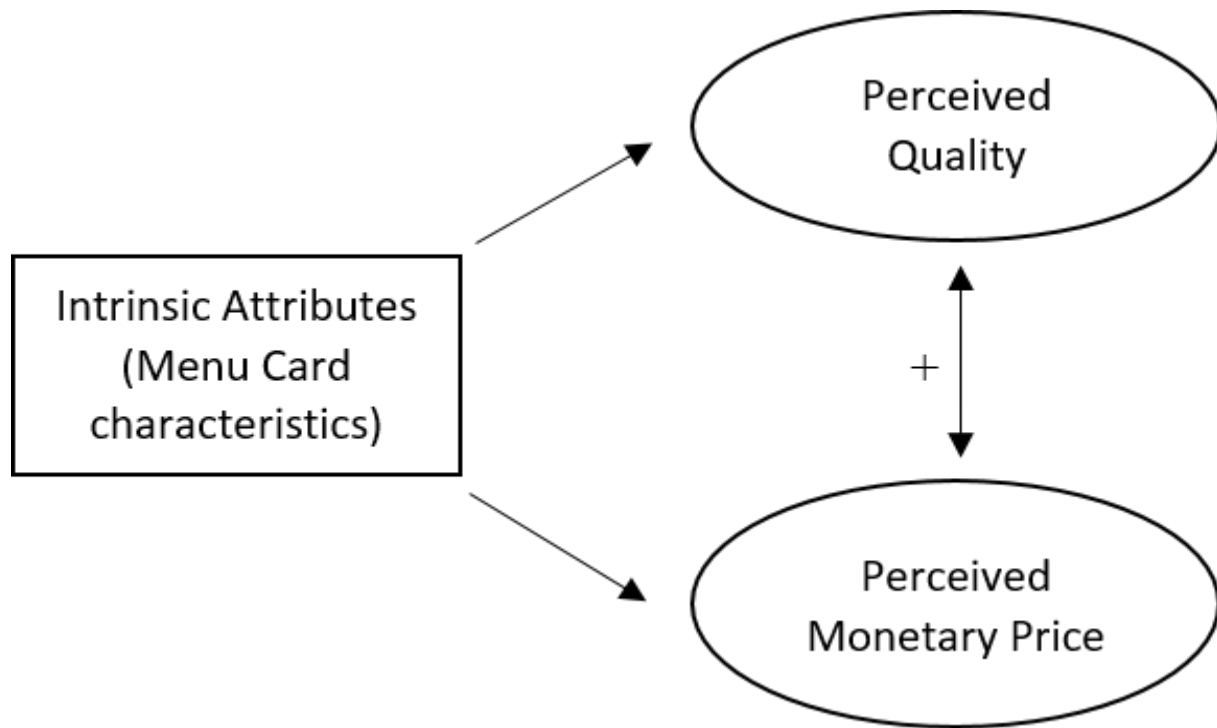 Perceived
Quality
Intrinsic Attributes
(Menu Card
characteristics)
+
Perceived
Monetary Price